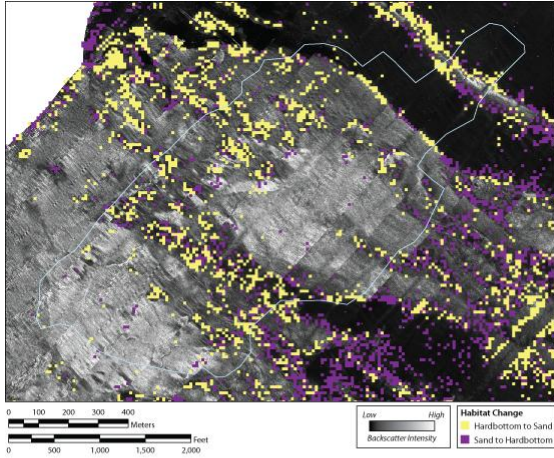 0 100 200 300 400
Meters
Feet
0 500 1,000 1,500 2,000
Low High
Backscatter Intensity
Habitat Change
Hardbottom to Sand
Sand to Hardbottom